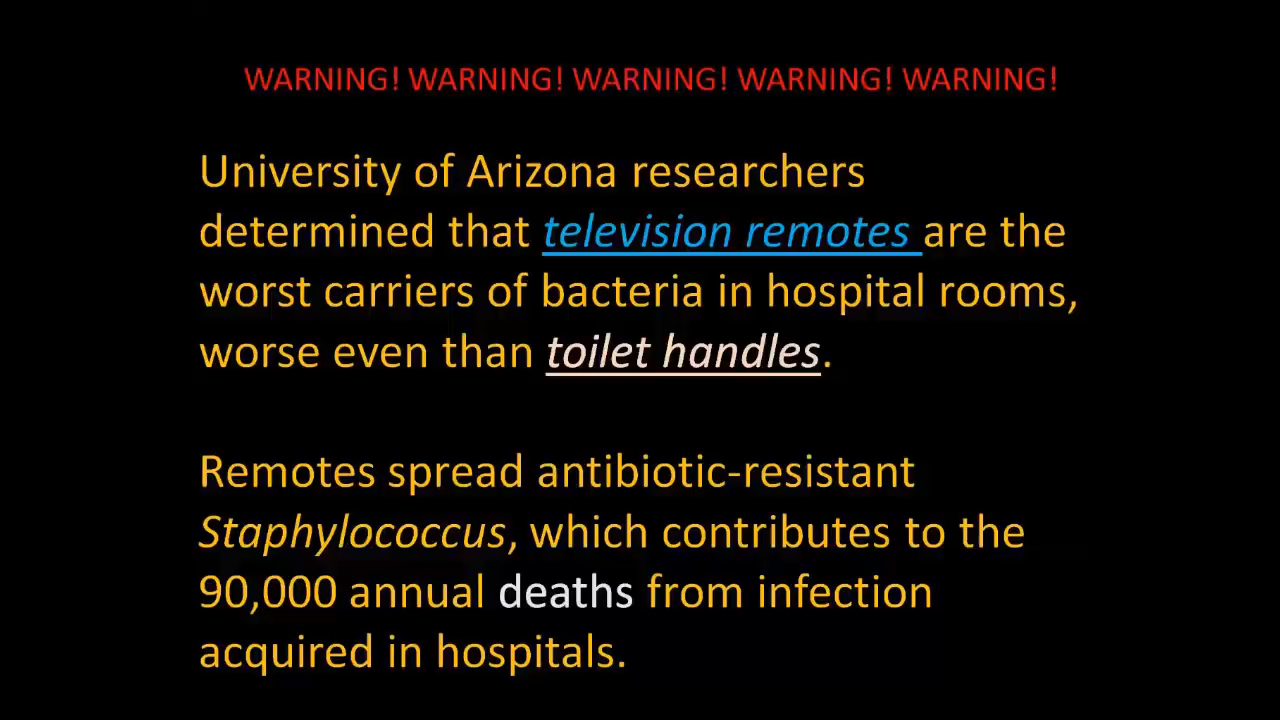 WARNING! WARNING! WARNING! WARNING! WARNING!
University of Arizona researchers
determined that television remotes are the
worst carriers of bacteria in hospital rooms,
worse even than toilet handles.
Remotes spread antibiotic-resistant
Staphylococcus, which contributes to the
90,000 annual deaths from infection
acquired in hospitals.